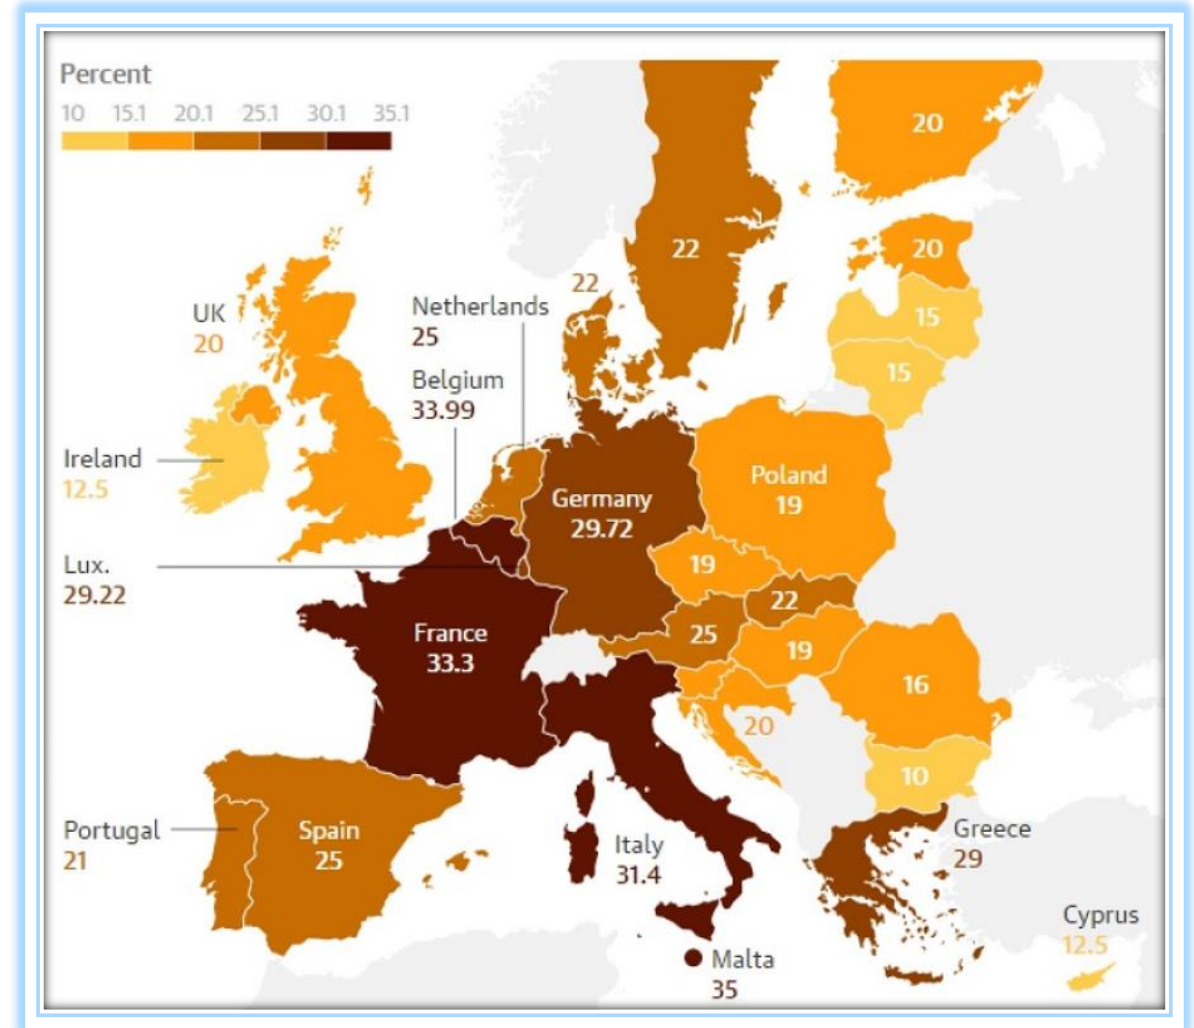 Percent
10 15.1 20.1 25.1 30.1 35.1
20
22
20
UK
20
22
Netherlands
25
15
Belgium
33.99
15
Ireland
12.5
Germany
29.72
Poland
19
Lux.
29.22
19
22
France
33.3
25
19
16
20
10
Portugal
21
Spain
25
Italy
31.4
Greece
29
Cyprus
12.5
Malta
35